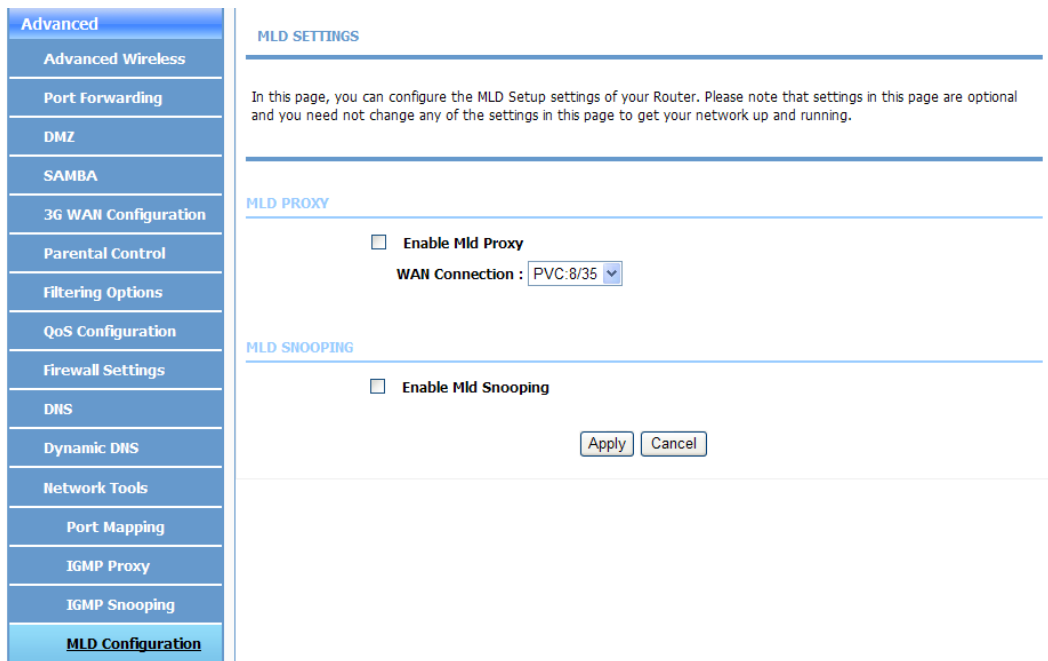 Advanced
Advanced Wireless
Port Forwarding
DMZ
SAMBA
3G WAN Configuration
Parental Control
Filtering Options
QoS Configuration
Firewall Settings
DNS
Dynamic DNS
Network Tools
Port Mapping
IGMP Proxy
IGMP Snooping
MLD Configuration
MLD SETTINGS
In this page, you can configure the MLD Setup settings of your Router. Please note that settings in this page are optional
and you need not change any of the settings in this page to get your network up and running.
MLD PROXY
Enable Mld Proxy
WAN Connection : PVC:8/35
MLD SNOOPING
Enable Mld Snooping
Apply Cancel